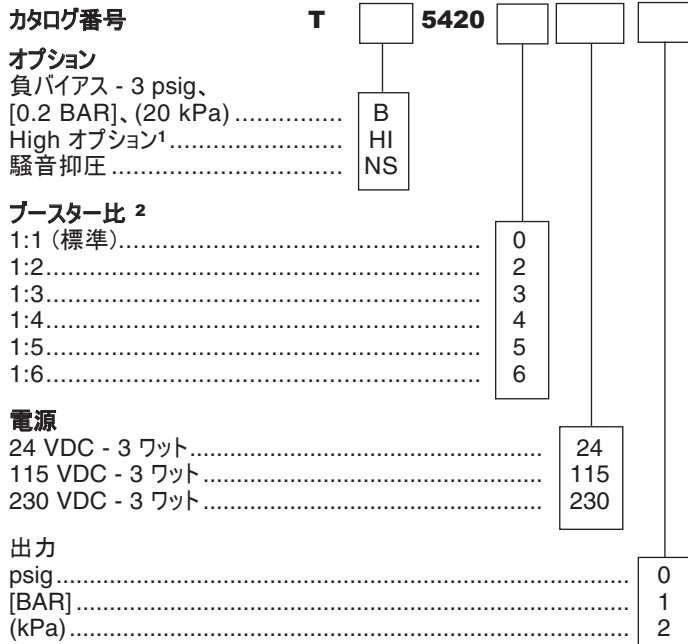 カタログ番号 T 5420
オプション
負バイアス - 3 psig、
[0.2 BAR]、(20 kPa) ................ B
High オプション¹ .......................... HI
騒音抑圧 ................................... NS
ブースター比 ²
1:1 (標準)...................................................... 0
1:2................................................................. 2
1:3................................................................. 3
1:4................................................................. 4
1:5................................................................. 5
1:6................................................................. 6
電源
24 VDC - 3 ワット..................................................... 24
115 VDC - 3 ワット ................................................... 115
230 VDC - 3 ワット ................................................... 230
出力
psig...................................................................................... 0
[BAR] ................................................................................... 1
(kPa).................................................................................... 2